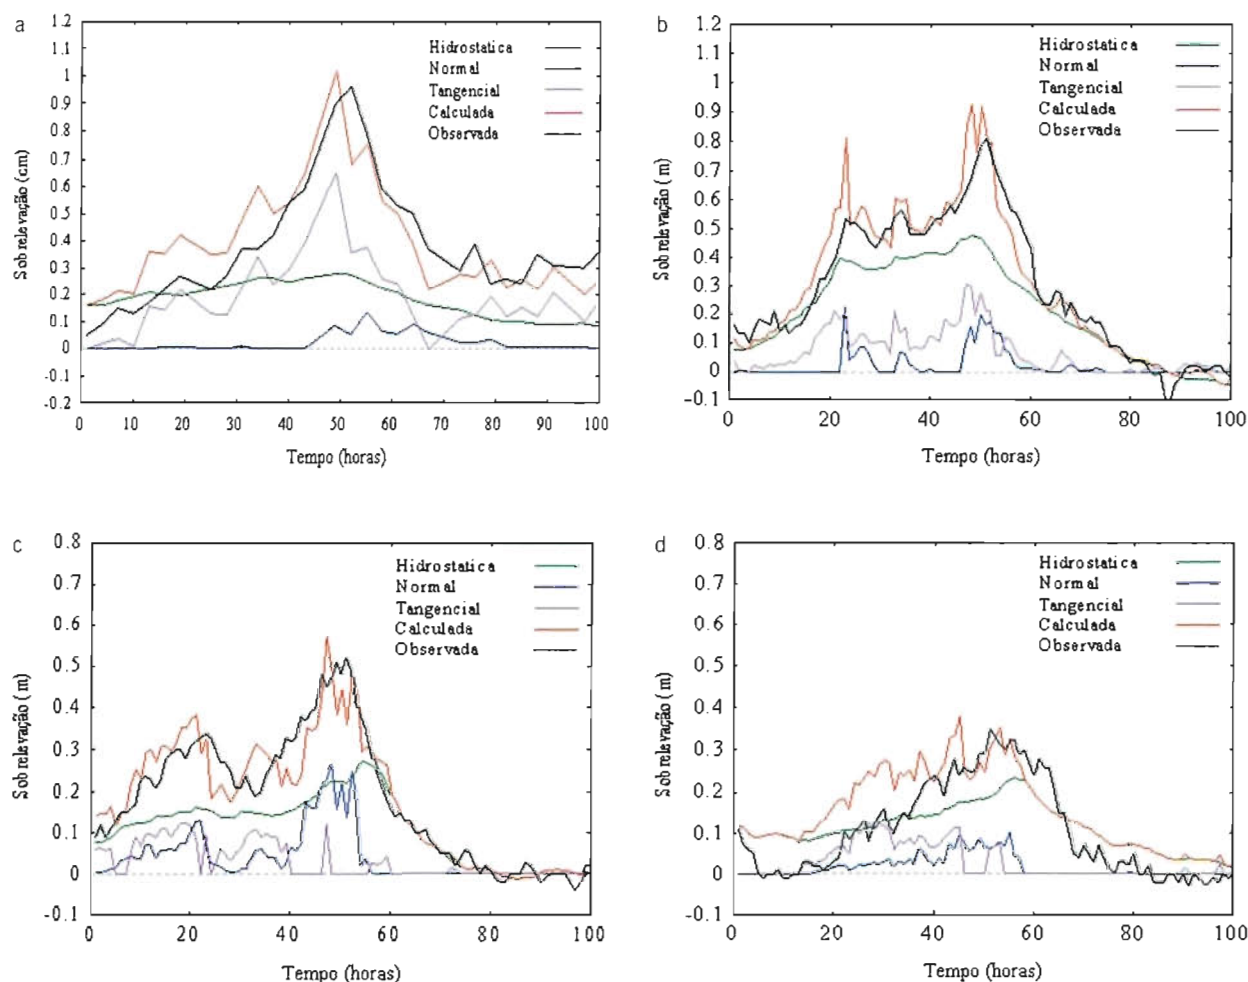 a
1.2
1.1
1
0.9
0.8
0.7
0.6
0.5
0.4
0.3
0.2
0.1
0
-0.1
-0.2
Sobrelevação (cm)
Hidrostatica
Normal
Tangencial
Calculada
Observada
0 10 20 30 40 50 60 70 80 90 100
Tempo (horas)
b
1.2
1.1
1
0.9
0.8
0.7
0.6
0.5
0.4
0.3
0.2
0.1
0
-0.1
Sobrelevação (m)
Hidrostatica
Normal
Tangencial
Calculada
Observada
0 20 40 60 80 100
Tempo (horas)
c
0.8
0.7
0.6
0.5
0.4
0.3
0.2
0.1
0
-0.1
Sobrelevação (m)
Hidrostatica
Normal
Tangencial
Calculada
Observada
0 20 40 60 80 100
Tempo (horas)
d
0.8
0.7
0.6
0.5
0.4
0.3
0.2
0.1
0
-0.1
Sobrelevação (m)
Hidrostatica
Normal
Tangencial
Calculada
Observada
0 20 40 60 80 100
Tempo (horas)